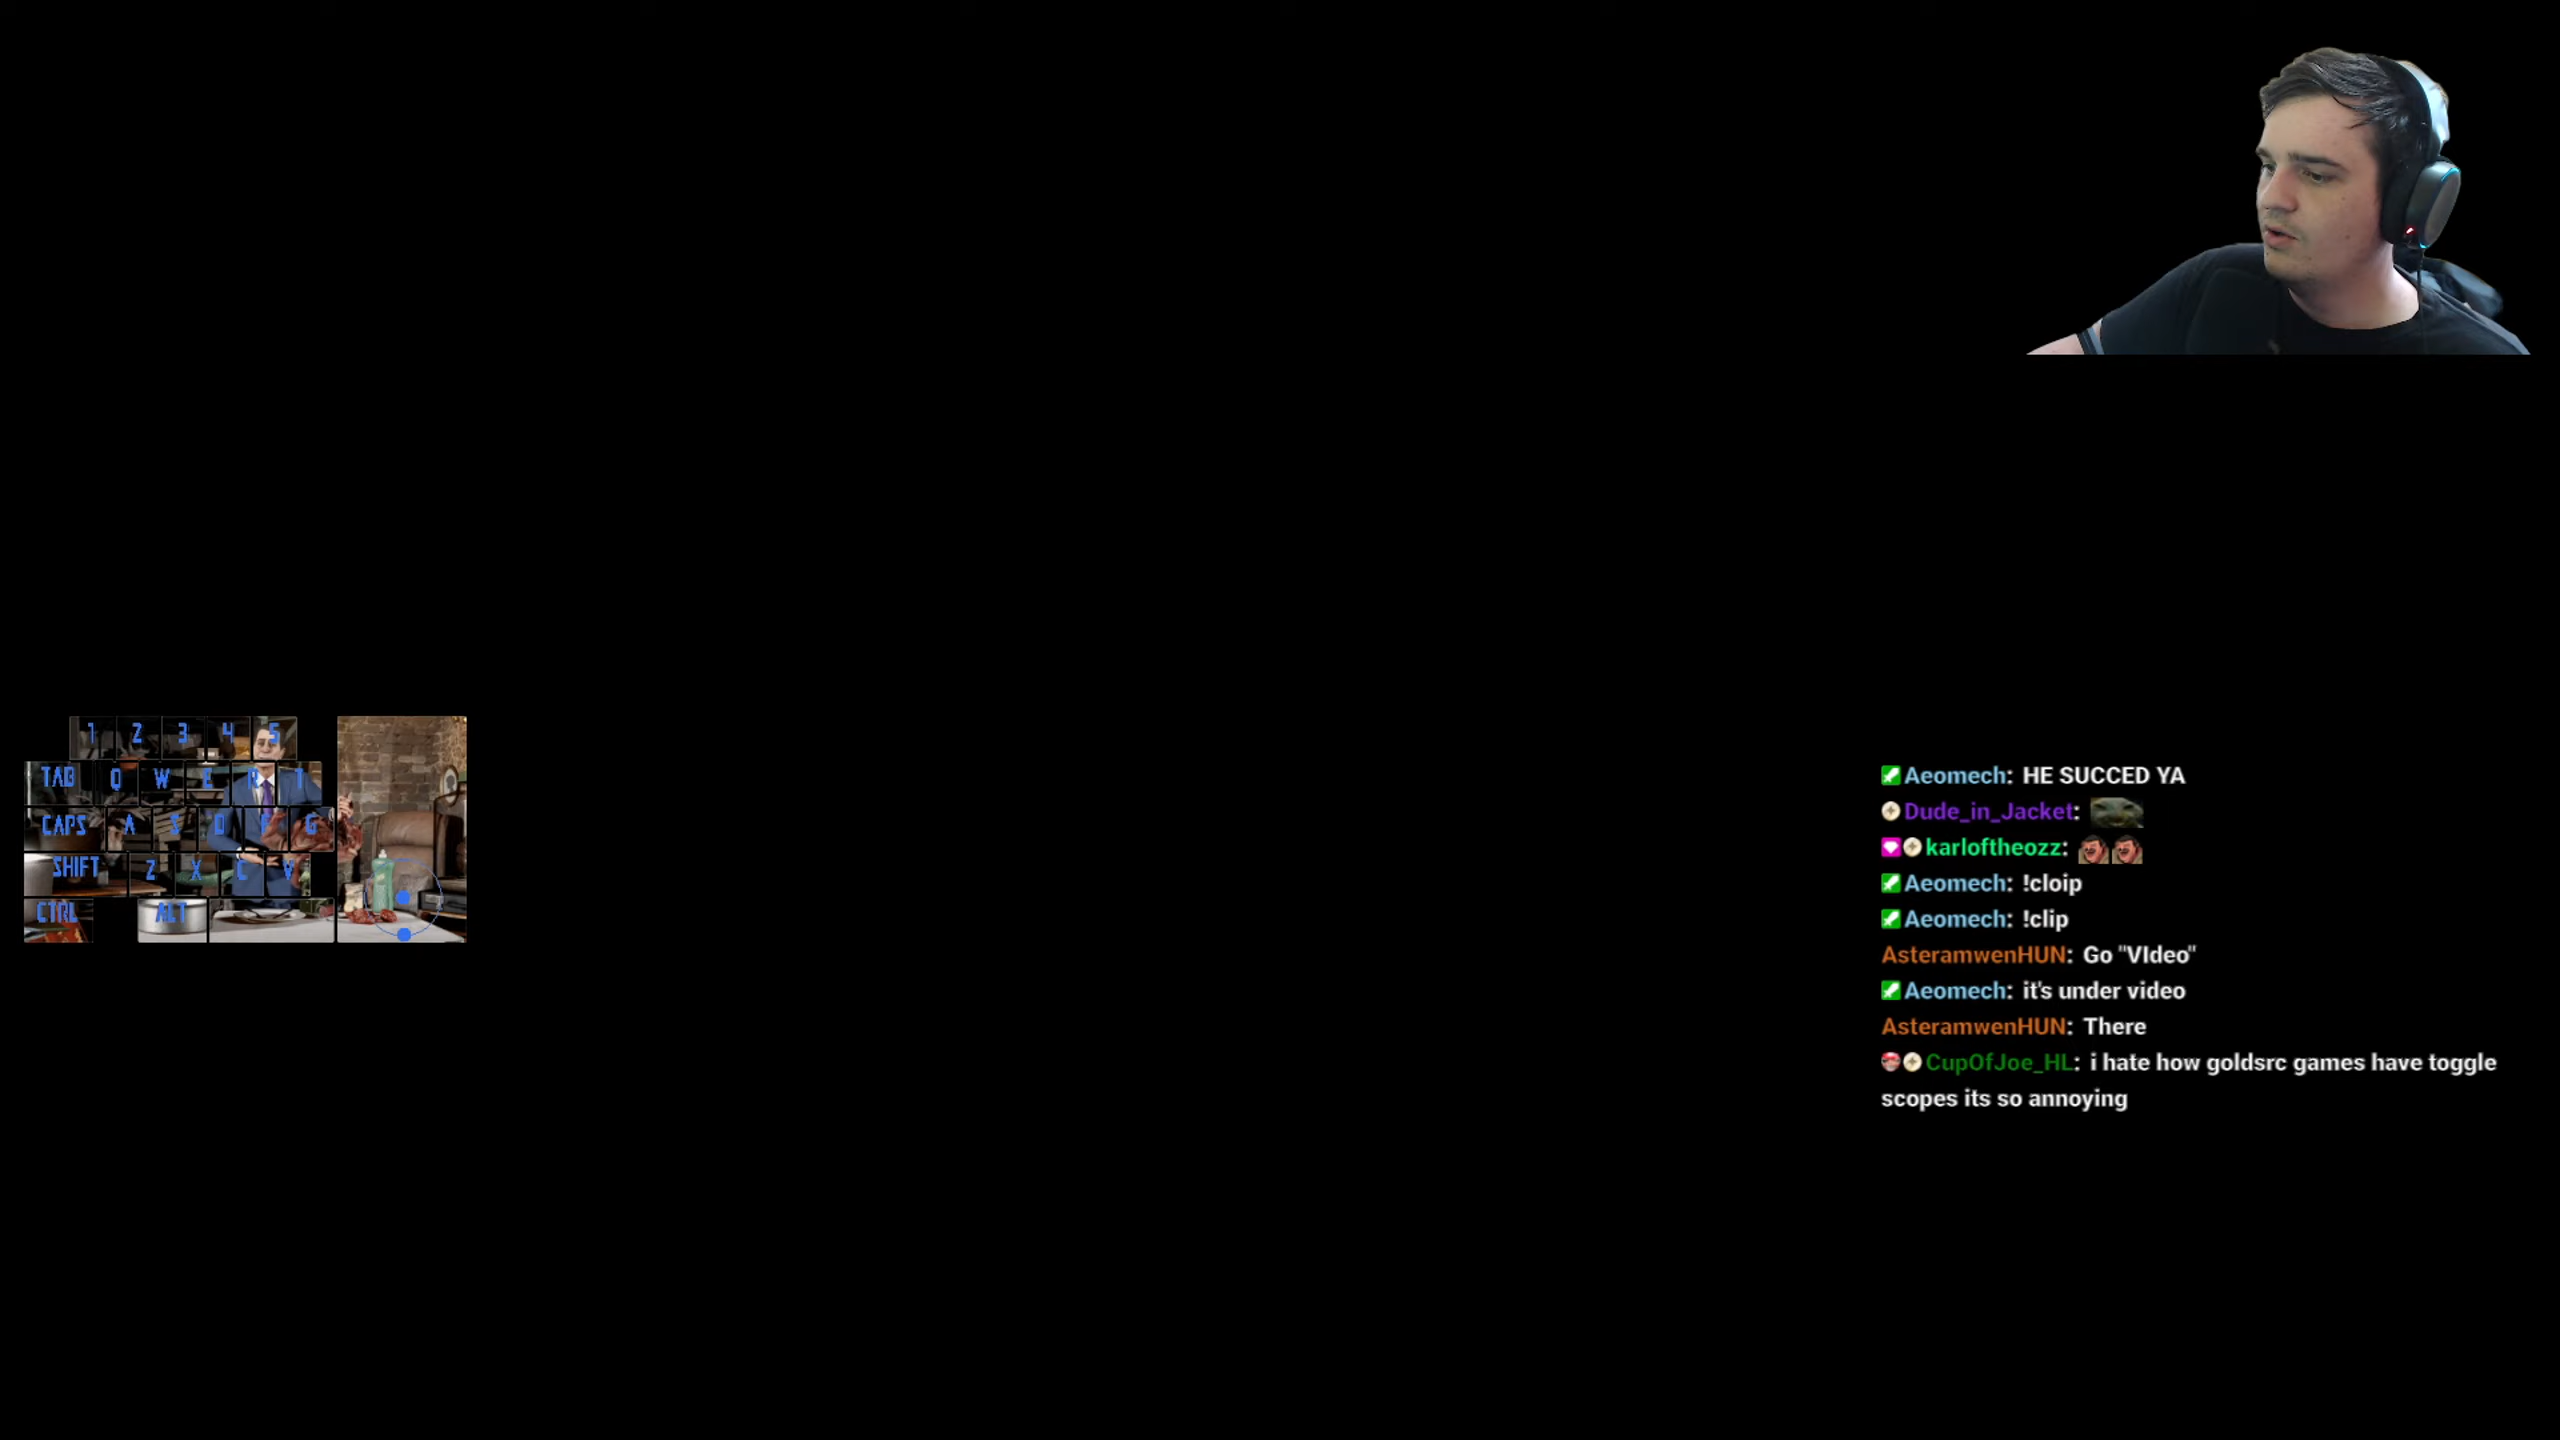 1 2 3 4 5
TAB Q W E R T
CAPS A S D F G
SHIFT Z X C V
CTRL ALT
Aeomech: HE SUCCED YA
Dude_in_Jacket:
karloftheozz:
Aeomech: !cloip
Aeomech: !clip
AsteramwenHUN: Go "VIdeo"
Aeomech: it's under video
AsteramwenHUN: There
CupOfJoe_HL: i hate how goldsrc games have toggle
scopes its so annoying